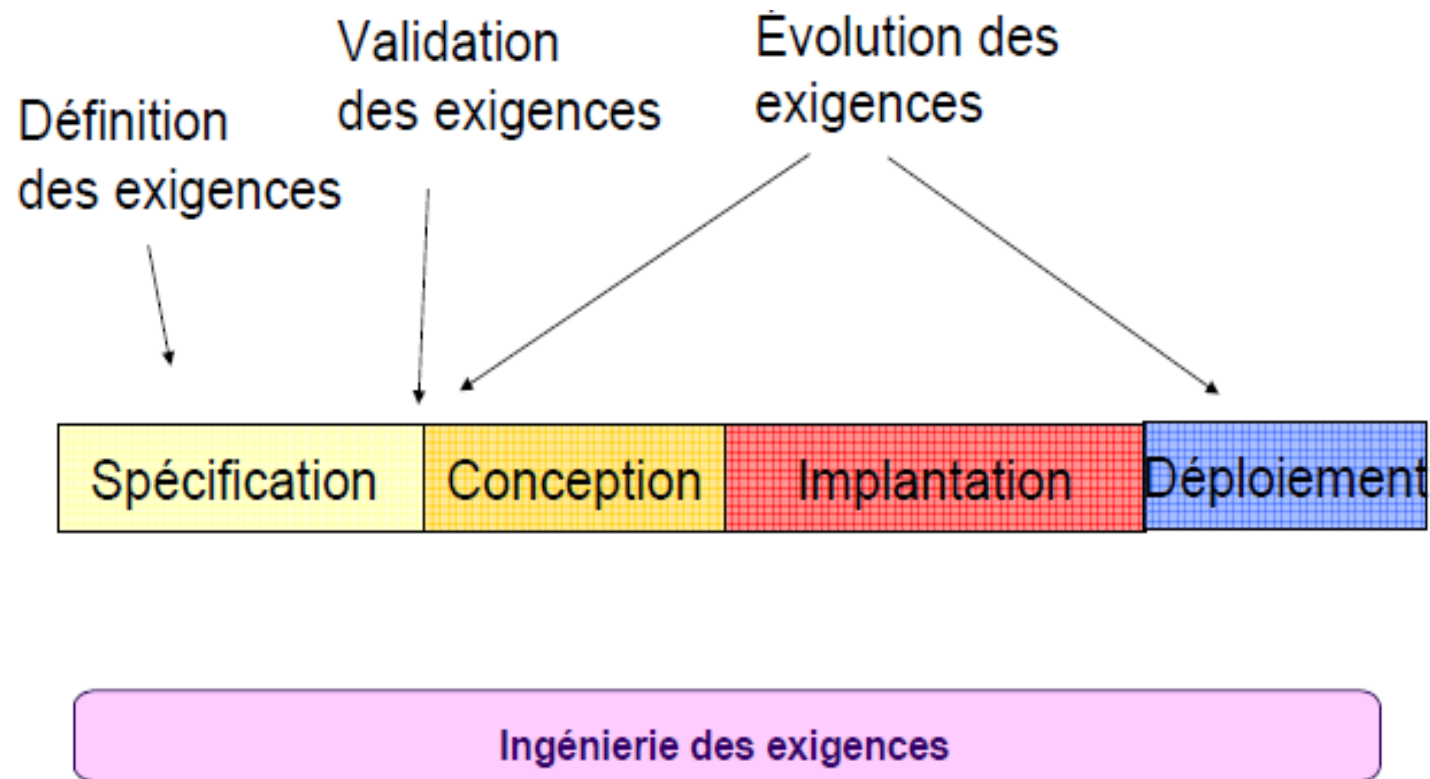 Définition
des exigences
Validation
des exigences
Évolution des
exigences
Spécification
Conception
Implantation
Déploiement
Ingénierie des exigences